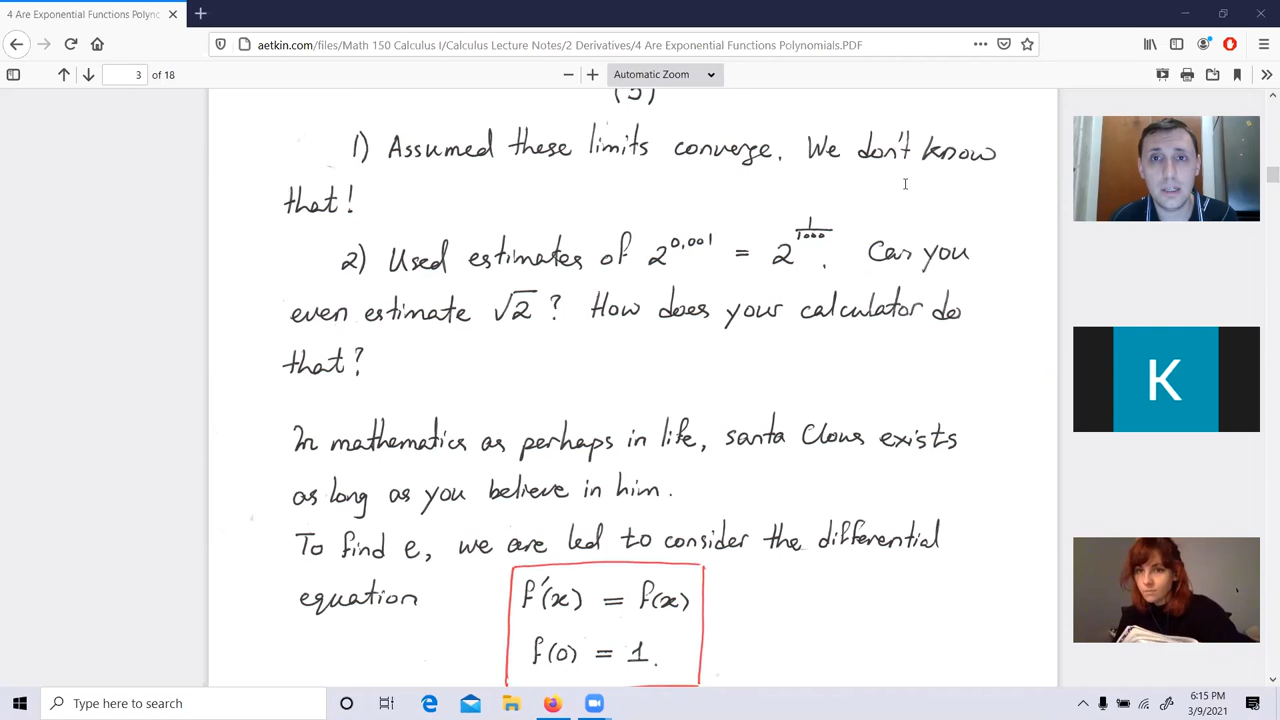 4 Are Exponential Functions Polync
aetkin.com/files/Math 150 Calculus I/Calculus Lecture Notes/2 Derivatives/4 Are Exponential Functions Polynomials.PDF
3 of 18
Automatic Zoom
(3)
1) Assumed these limits converge. We don't know
that!
2) Used estimates of 2^0,001 = 2^1/1000. Can you
even estimate √2? How does your calculator do
that?
In mathematics as perhaps in life, santa Claus exists
as long as you believe in him.
To find e, we are led to consider the differential
equation
f'(x) = f(x)
f(0) = 1.
K
Type here to search
6:15 PM
3/9/2021